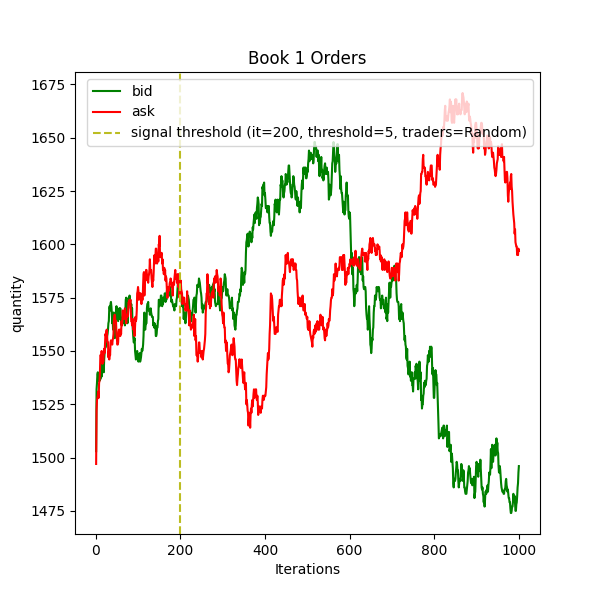 Book 1 Orders
bid
ask
signal threshold (it=200, threshold=5, traders=Random)
1675
1650
1625
1600
1575
1550
1525
1500
1475
quantity
0 200 400 600 800 1000
Iterations